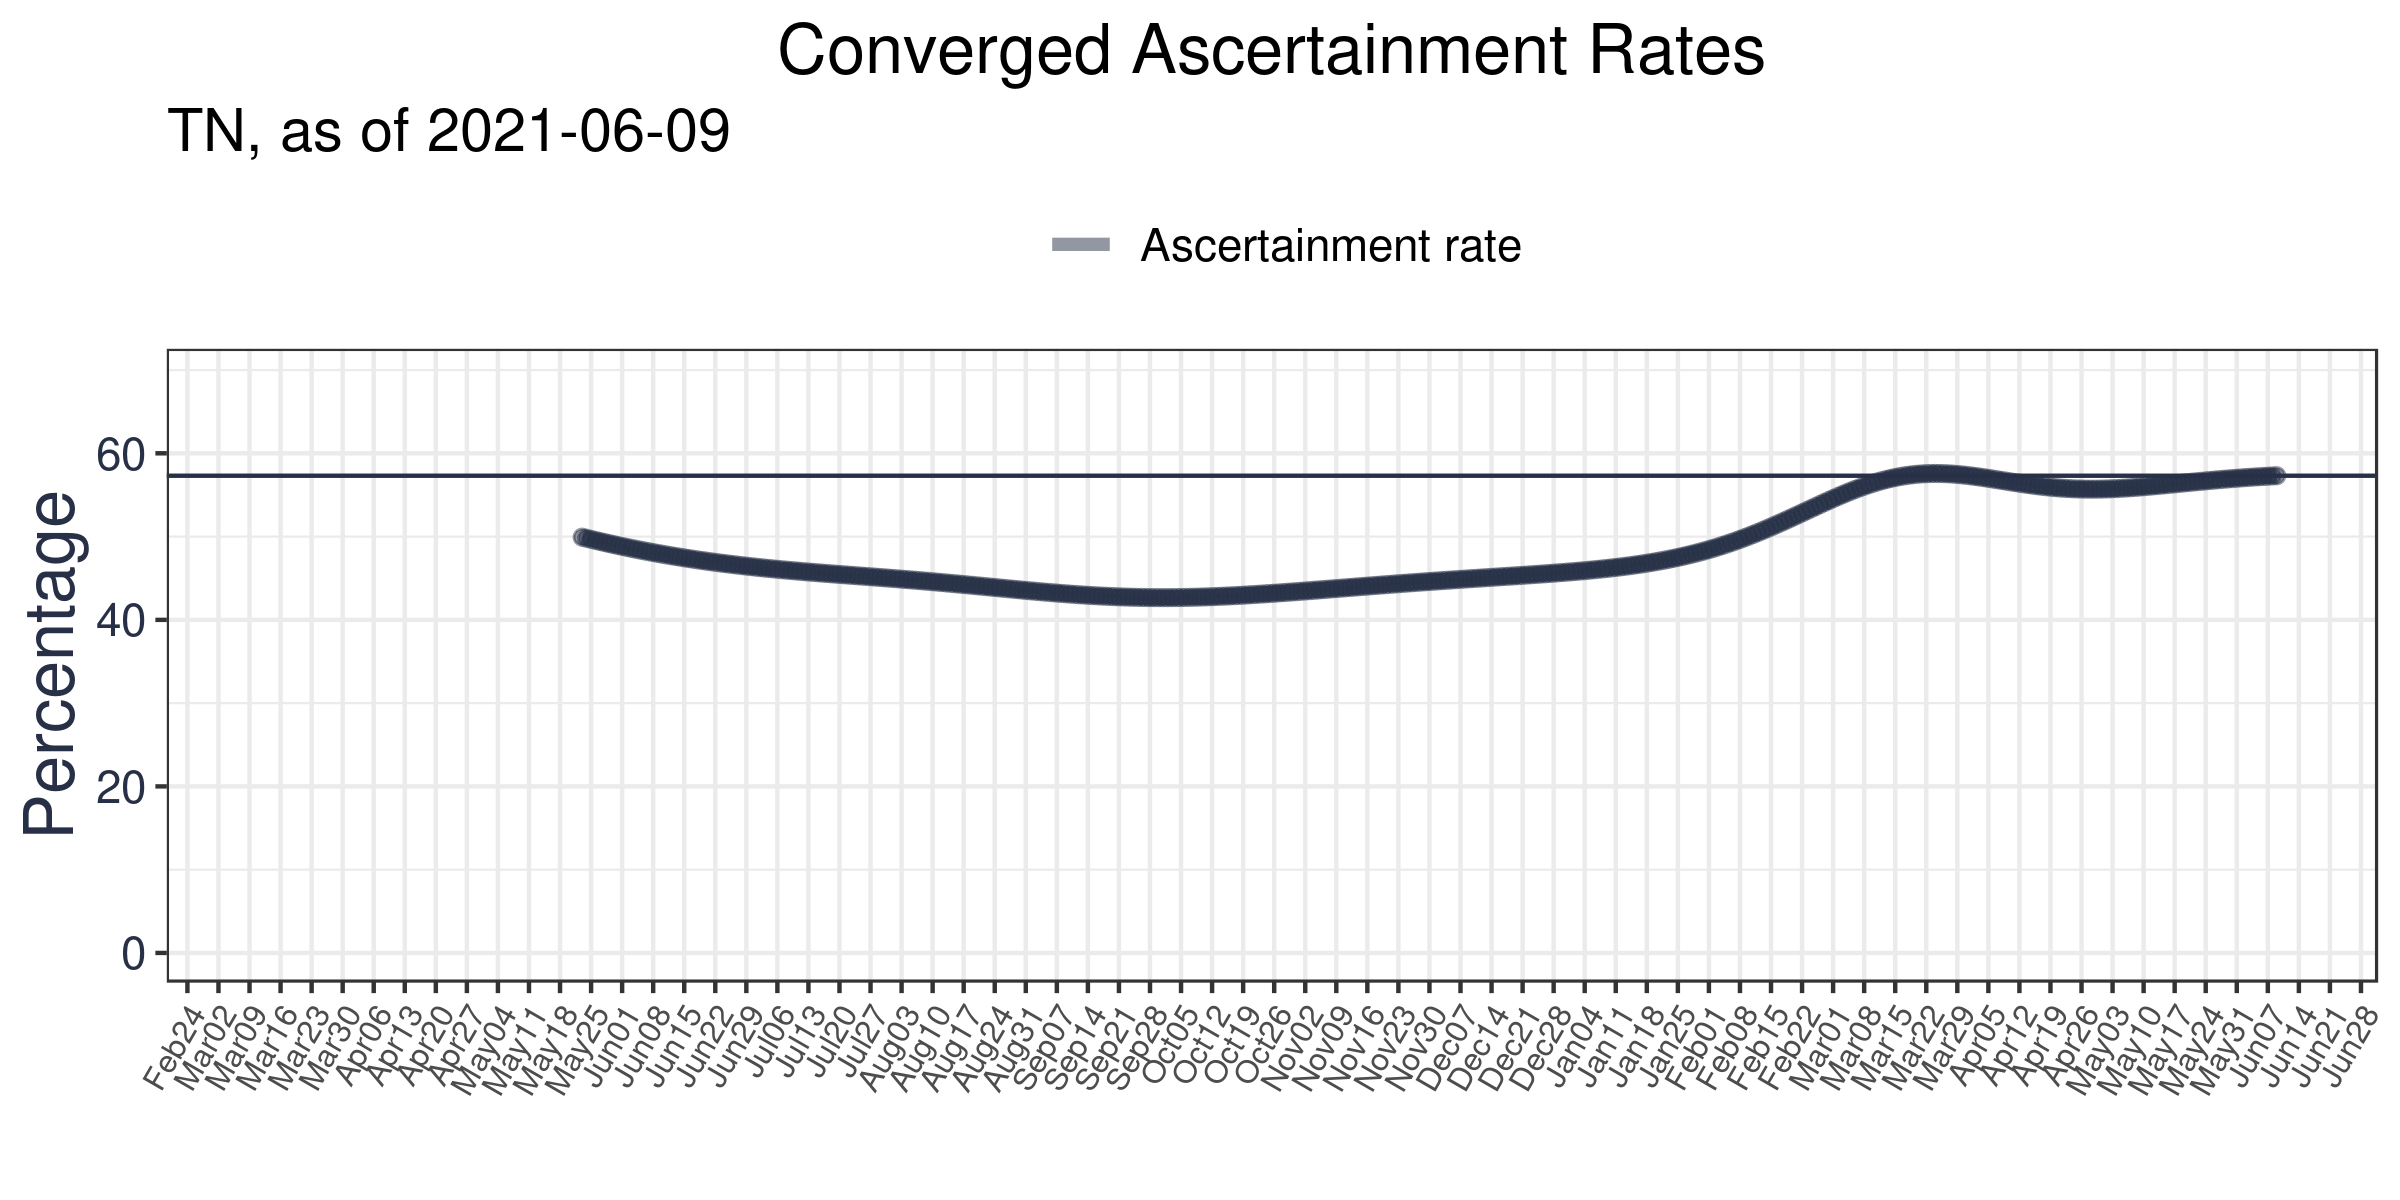 Converged Ascertainment Rates
TN, as of 2021-06-09
Ascertainment rate
Percentage
60
40
20
0
Feb24
Mar02
Mar09
Mar16
Mar23
Mar30
Apr06
Apr13
Apr20
Apr27
May04
May11
May18
May25
Jun01
Jun08
Jun15
Jun22
Jun29
Jul06
Jul13
Jul20
Jul27
Aug03
Aug10
Aug17
Aug24
Aug31
Sep07
Sep14
Sep21
Sep28
Oct05
Oct12
Oct19
Oct26
Nov02
Nov09
Nov16
Nov23
Nov30
Dec07
Dec14
Dec21
Dec28
Jan04
Jan11
Jan18
Jan25
Feb01
Feb08
Feb15
Feb22
Mar01
Mar08
Mar15
Mar22
Mar29
Apr05
Apr12
Apr19
Apr26
May03
May10
May17
May24
May31
Jun07
Jun14
Jun21
Jun28